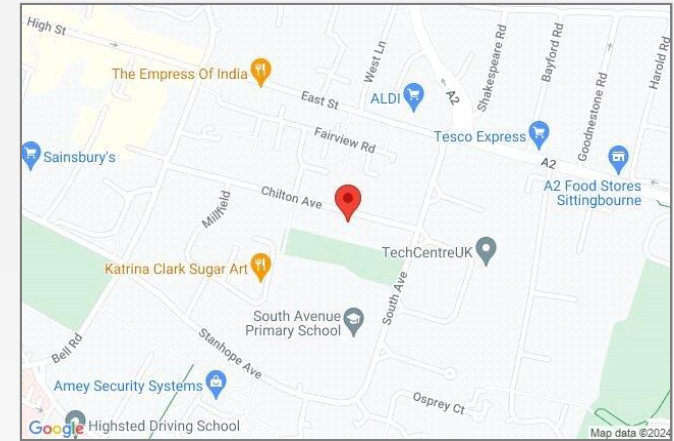 High St
The Empress Of India
West Ln
A2
Shakespeare Rd
Bayford Rd
Goodnestone Rd
Harold Rd
East St
ALDI
Fairview Rd
Tesco Express
A2
Sainsbury's
A2 Food Stores
Sittingbourne
Chilton Ave
Millfield
TechCentreUK
Katrina Clark Sugar Art
South Ave
South Avenue
Primary School
Stanhope Ave
Bell Rd
Amey Security Systems
Osprey Ct
Google
Highsted Driving School
Map data ©2024